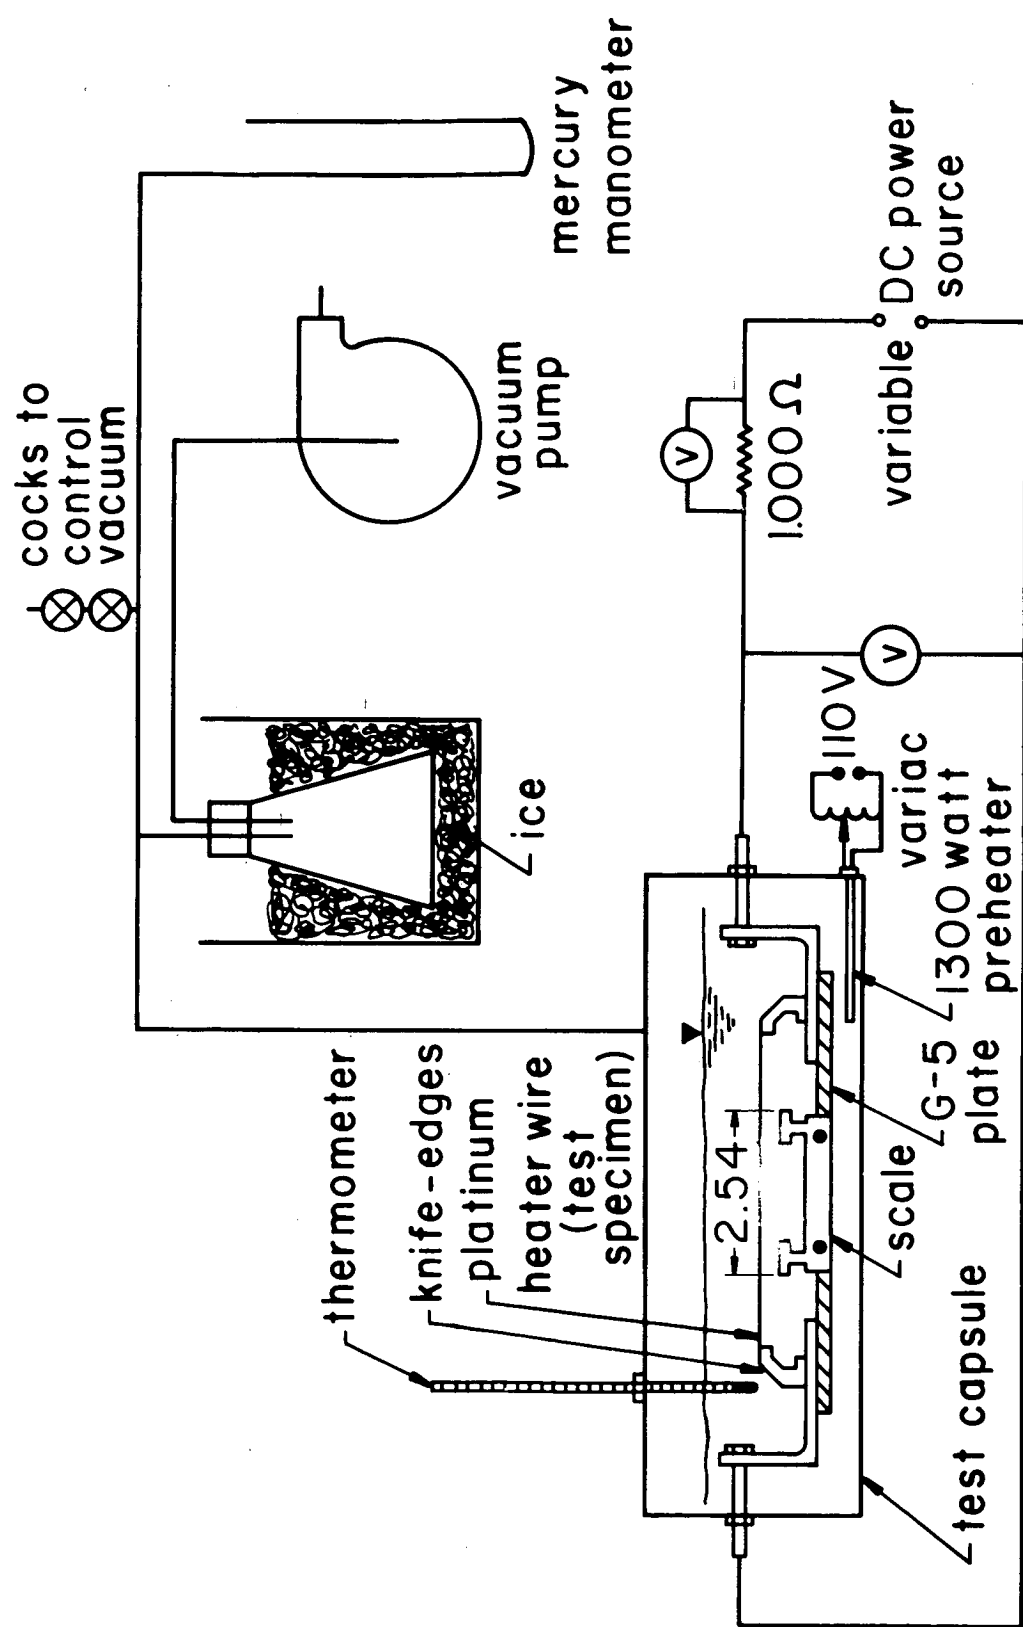 cocks to
control
vacuum
thermometer
knife-edges
platinum
heater wire
(test
specimen)
ice
vacuum
pump
mercury
manometer
2.54
V
1.000 Ω
V
110 V
variable
DC power
source
test capsule
scale
G-5
plate
variac
1300 watt
preheater